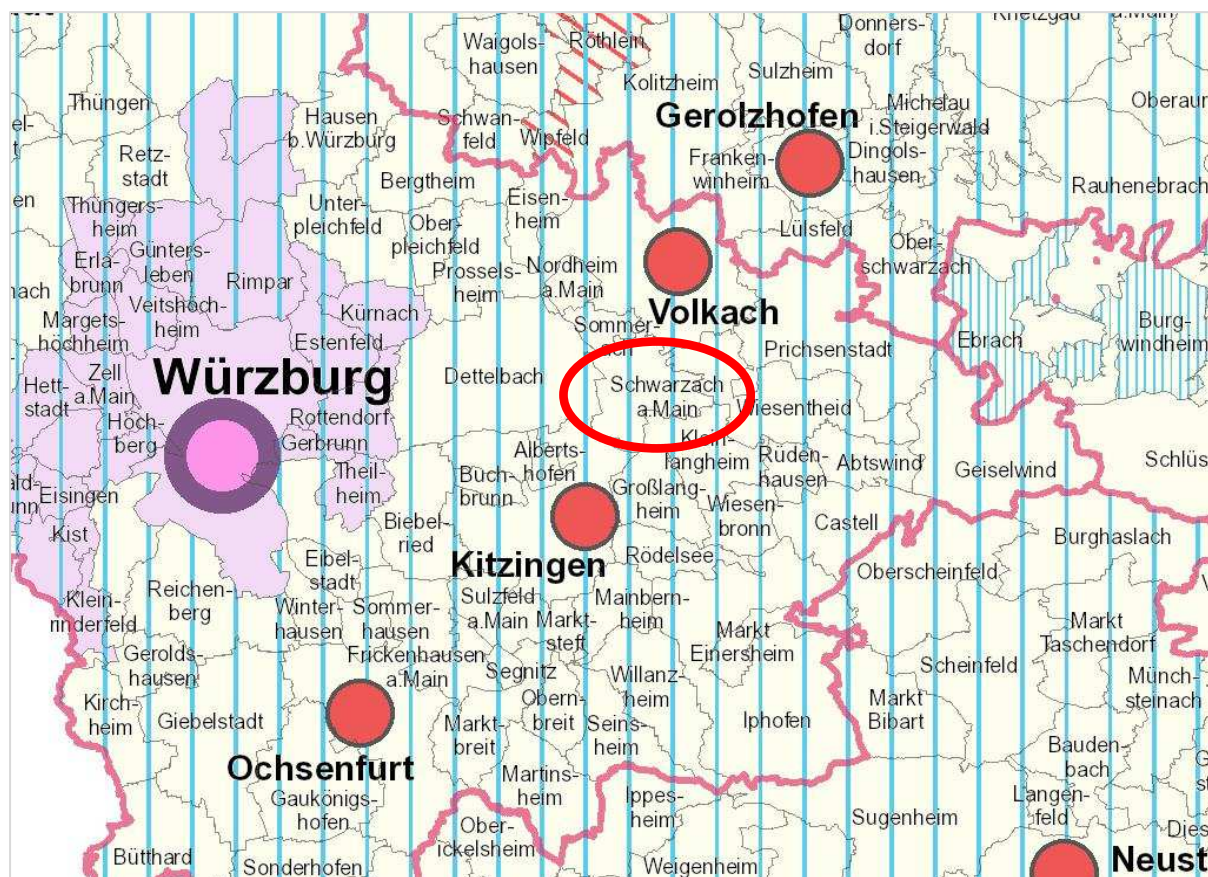 Waigols-
hausen
Röthlein
Donners-
dorf
Knetzgau
a.Main
Kolitzheim
Sulzheim
Thüngen
Hausen
b.Würzburg
Schwan-
feld
Wipfeld
Gerolzhofen
Michelau
i.Steigerwald
Oberaur
Retz-
stadt
Franken-
winheim
Dingols-
hausen
Bergtheim
Rauhenebrach
Thüngers-
heim
Unter-
pleichfeld
Eisen-
heim
Ober-
pleichfeld
Lülsfeld
Ober-
schwarzach
Erla-
brunn
Günters-
leben
Rimpar
Prossels-
heim
Nordheim
a.Main
Volkach
Veitshöch-
heim
Kürnach
Margets-
höchheim
Estenfeld
Sommer-
ach
Prichsenstadt
Ebrach
Burg-
windheim
Würzburg
Zell
a.Main
Hett-
stadt
Dettelbach
Schwarzach
a.Main
Wiesentheid
Höch-
berg
Rottendorf
Gerbrunn
Alberts-
hofen
Klein-
langheim
Rüden-
hausen
Abtswind
Geiselwind
Schlüs
Theil-
heim
Buch-
brunn
Großlang-
heim
Wiesen-
bronn
Eisingen
Kist
Biebel-
ried
Castell
Burghaslach
Kitzingen
Rödelsee
Eibel-
stadt
Oberscheinfeld
Reichen-
berg
Klein-
rinderfeld
Winter-
hausen
Sommer-
hausen
Sulzfeld
a.Main
Markt-
steft
Mainbern-
heim
Markt
Einersheim
Markt
Taschendorf
Gerolds-
hausen
Frickenhausen
a.Main
Segnitz
Willanz-
heim
Scheinfeld
Münch-
steinach
Kirch-
heim
Giebelstadt
Markt-
breit
Obern-
breit
Seins-
heim
Iphofen
Markt
Bibart
Ochsenfurt
Bauden-
bach
Martins-
heim
Gaukönigs-
hofen
Ippes-
heim
Langen-
feld
Sugenheim
Dies
Ober-
ickelsheim
Bütthard
Sonderhofen
Weigenheim
Neust